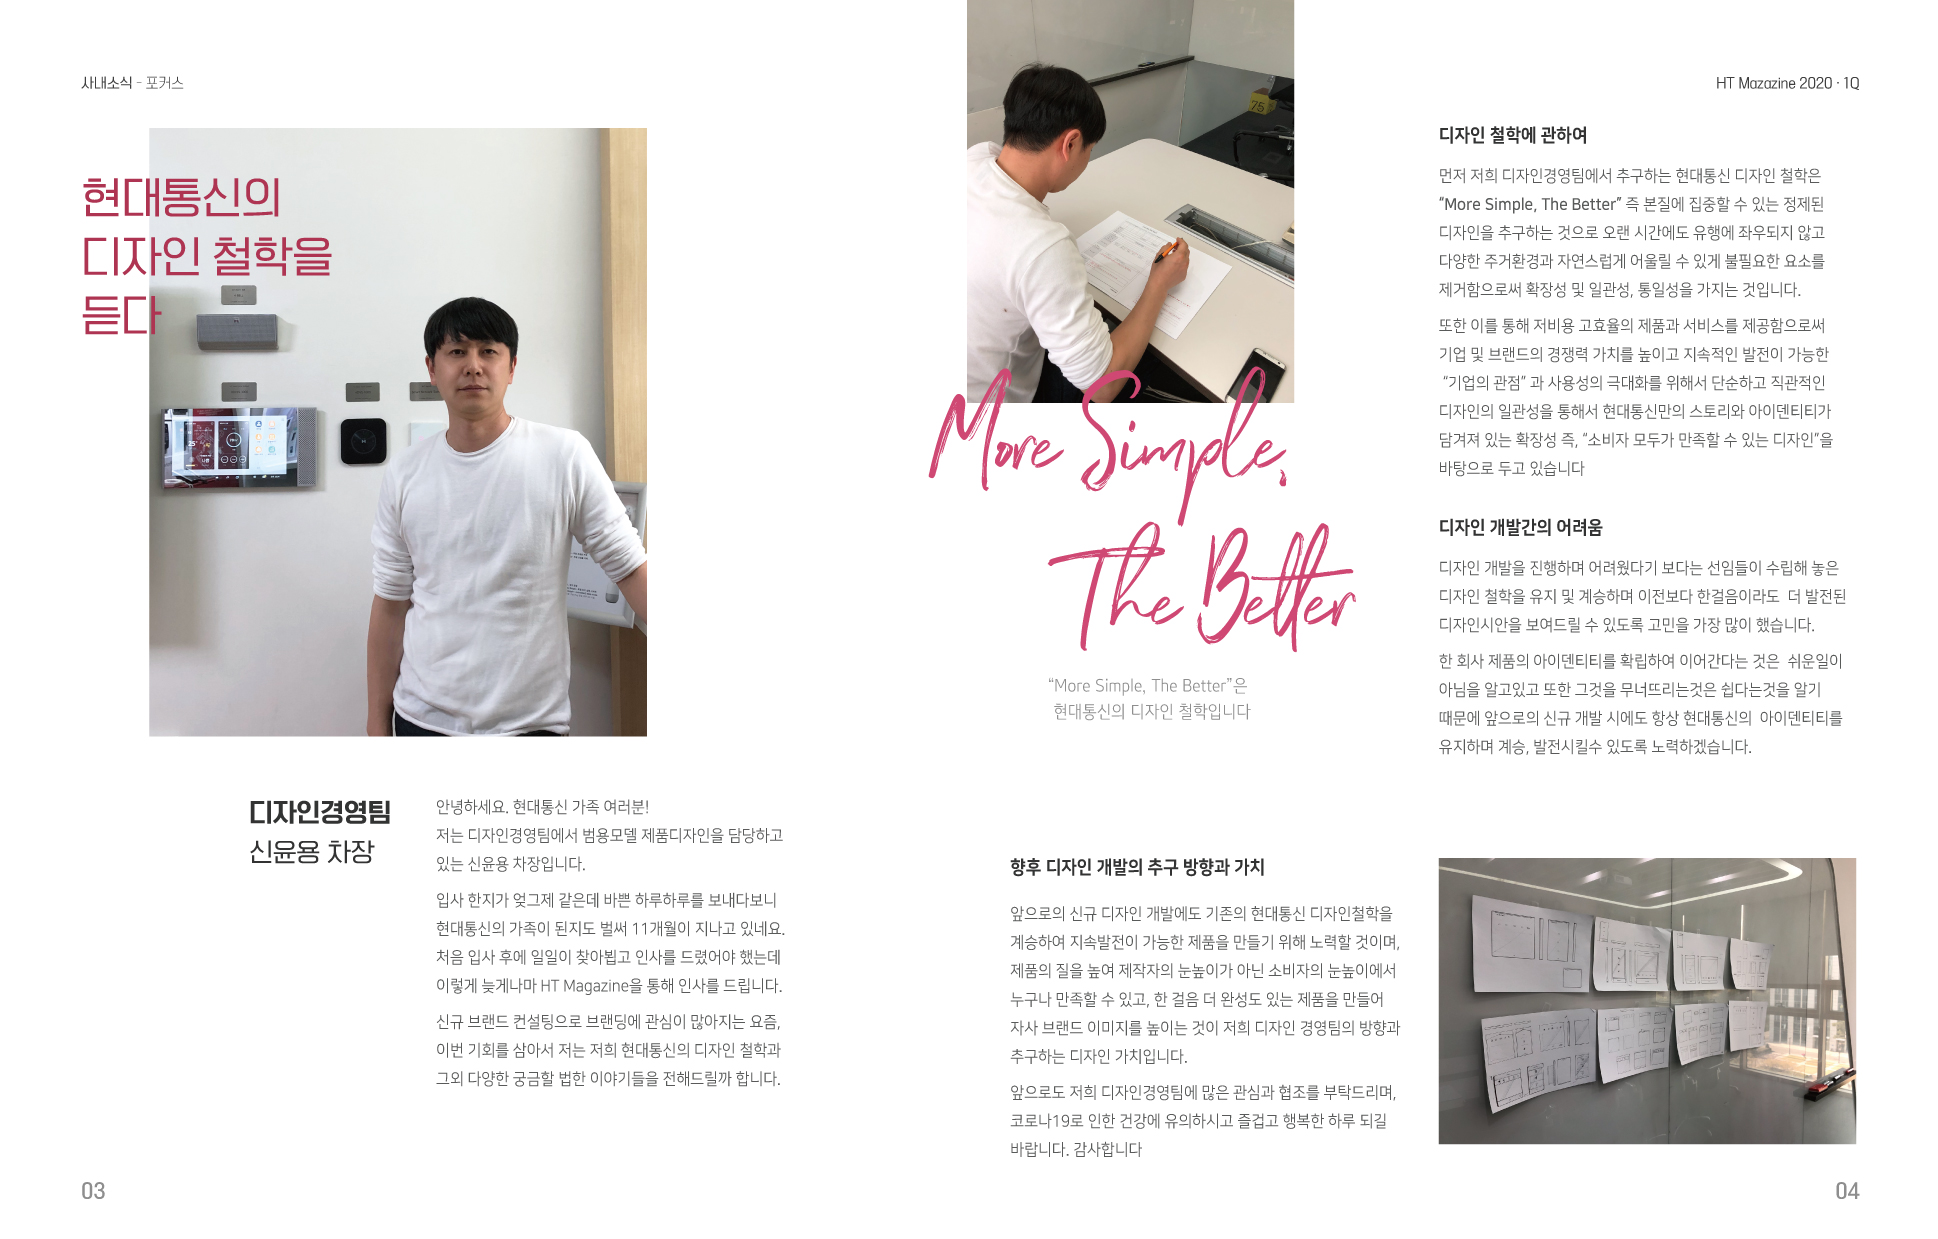 사내소식 - 포커스
현대통신의
디자인 철학을
듣다
디자인경영팀
신윤용 차장
안녕하세요. 현대통신 가족 여러분!
저는 디자인경영팀에서 범용모델 제품디자인을 담당하고
있는 신윤용 차장입니다.
입사 한지가 엊그제 같은데 바쁜 하루하루를 보내다보니
현대통신의 가족이 된지도 벌써 11개월이 지나고 있네요.
처음 입사 후에 일일이 찾아뵙고 인사를 드렸어야 했는데
이렇게 늦게나마 HT Magazine을 통해 인사를 드립니다.
신규 브랜드 컨설팅으로 브랜딩에 관심이 많아지는 요즘,
이번 기회를 삼아서 저는 저희 현대통신의 디자인 철학과
그외 다양한 궁금할 법한 이야기들을 전해드릴까 합니다.
03
HT Mazazine 2020 · 1Q
75
More Simple,
The Better
“More Simple, The Better”은
현대통신의 디자인 철학입니다
디자인 철학에 관하여
먼저 저희 디자인경영팀에서 추구하는 현대통신 디자인 철학은
“More Simple, The Better” 즉 본질에 집중할 수 있는 정제된
디자인을 추구하는 것으로 오랜 시간에도 유행에 좌우되지 않고
다양한 주거환경과 자연스럽게 어울릴 수 있게 불필요한 요소를
제거함으로써 확장성 및 일관성, 통일성을 가지는 것입니다.
또한 이를 통해 저비용 고효율의 제품과 서비스를 제공함으로써
기업 및 브랜드의 경쟁력 가치를 높이고 지속적인 발전이 가능한
“기업의 관점” 과 사용성의 극대화를 위해서 단순하고 직관적인
디자인의 일관성을 통해서 현대통신만의 스토리와 아이덴티티가
담겨져 있는 확장성 즉, “소비자 모두가 만족할 수 있는 디자인”을
바탕으로 두고 있습니다
디자인 개발간의 어려움
디자인 개발을 진행하며 어려웠다기 보다는 선임들이 수립해 놓은
디자인 철학을 유지 및 계승하며 이전보다 한걸음이라도 더 발전된
디자인시안을 보여드릴 수 있도록 고민을 가장 많이 했습니다.
한 회사 제품의 아이덴티티를 확립하여 이어간다는 것은 쉬운일이
아님을 알고있고 또한 그것을 무너뜨리는것은 쉽다는것을 알기
때문에 앞으로의 신규 개발 시에도 항상 현대통신의 아이덴티티를
유지하며 계승, 발전시킬수 있도록 노력하겠습니다.
향후 디자인 개발의 추구 방향과 가치
앞으로의 신규 디자인 개발에도 기존의 현대통신 디자인철학을
계승하여 지속발전이 가능한 제품을 만들기 위해 노력할 것이며,
제품의 질을 높여 제작자의 눈높이가 아닌 소비자의 눈높이에서
누구나 만족할 수 있고, 한 걸음 더 완성도 있는 제품을 만들어
자사 브랜드 이미지를 높이는 것이 저희 디자인 경영팀의 방향과
추구하는 디자인 가치입니다.
앞으로도 저희 디자인경영팀에 많은 관심과 협조를 부탁드리며,
코로나19로 인한 건강에 유의하시고 즐겁고 행복한 하루 되길
바랍니다. 감사합니다
04